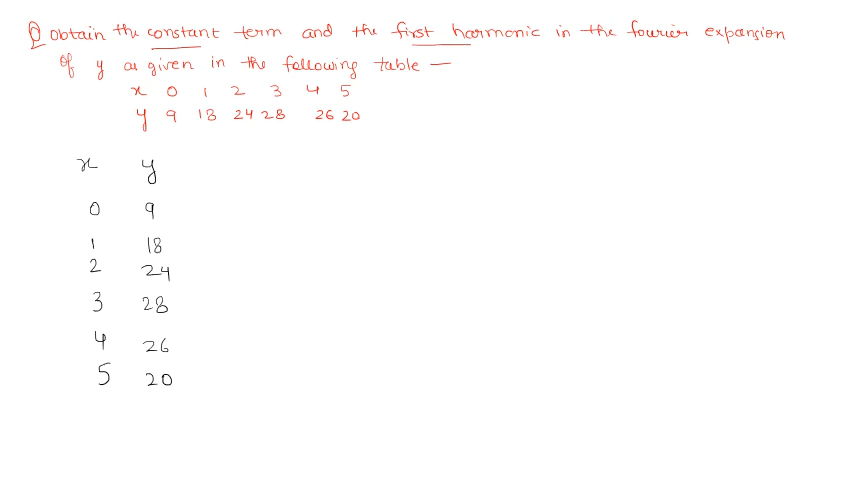 Q obtain the constant term and the first harmonic in the fourier expansion
of y as given in the following table —
x 0 1 2 3 4 5
y 9 18 24 28 26 20
x y
0 9
1 18
2 24
3 28
4 26
5 20